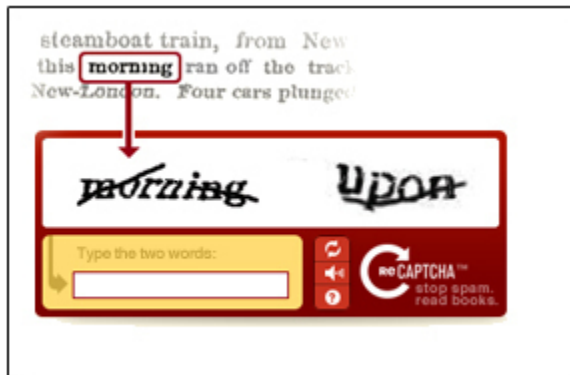 steamboat train, from New
this morning ran off the track
New-London. Four cars plunged
morning upon
Type the two words:
reCAPTCHA™
stop spam.
read books.